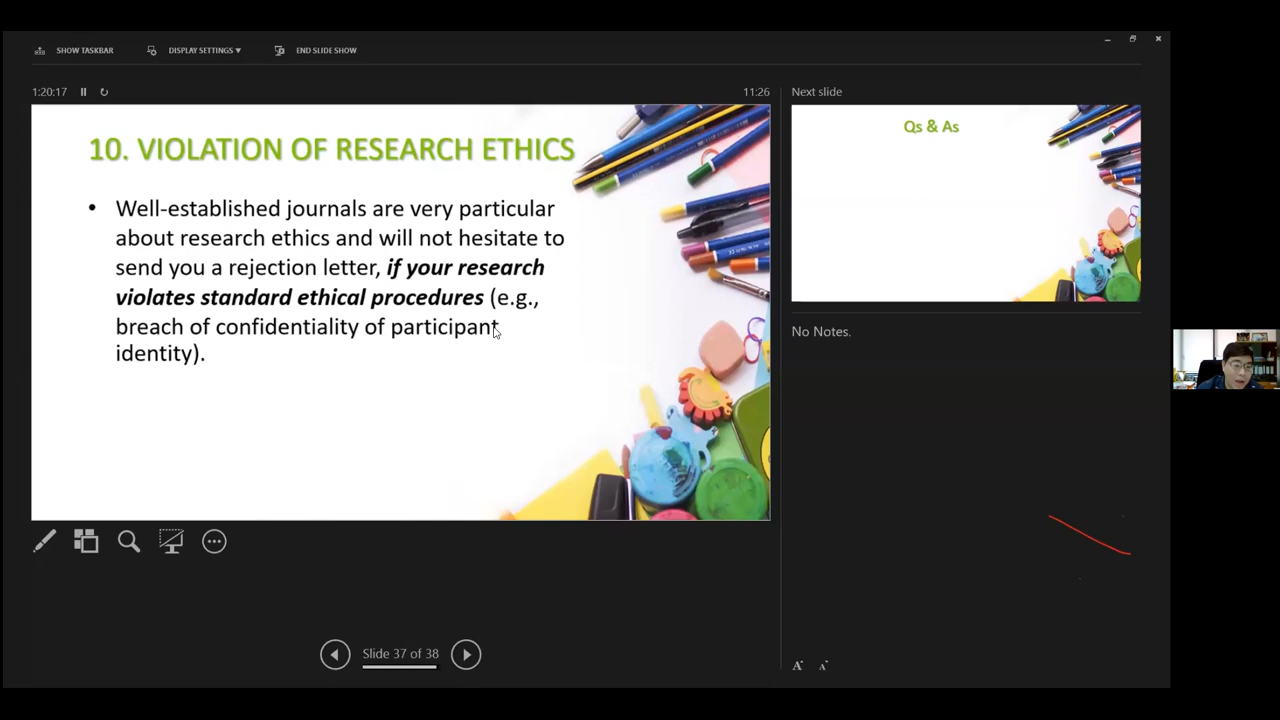 SHOW TASKBAR DISPLAY SETTINGS ▾ END SLIDE SHOW
1:20:17 11:26 Next slide
10. VIOLATION OF RESEARCH ETHICS
• Well-established journals are very particular
about research ethics and will not hesitate to
send you a rejection letter, if your research
violates standard ethical procedures (e.g.,
breach of confidentiality of participant
identity).
Qs & As
No Notes.
Slide 37 of 38
A A